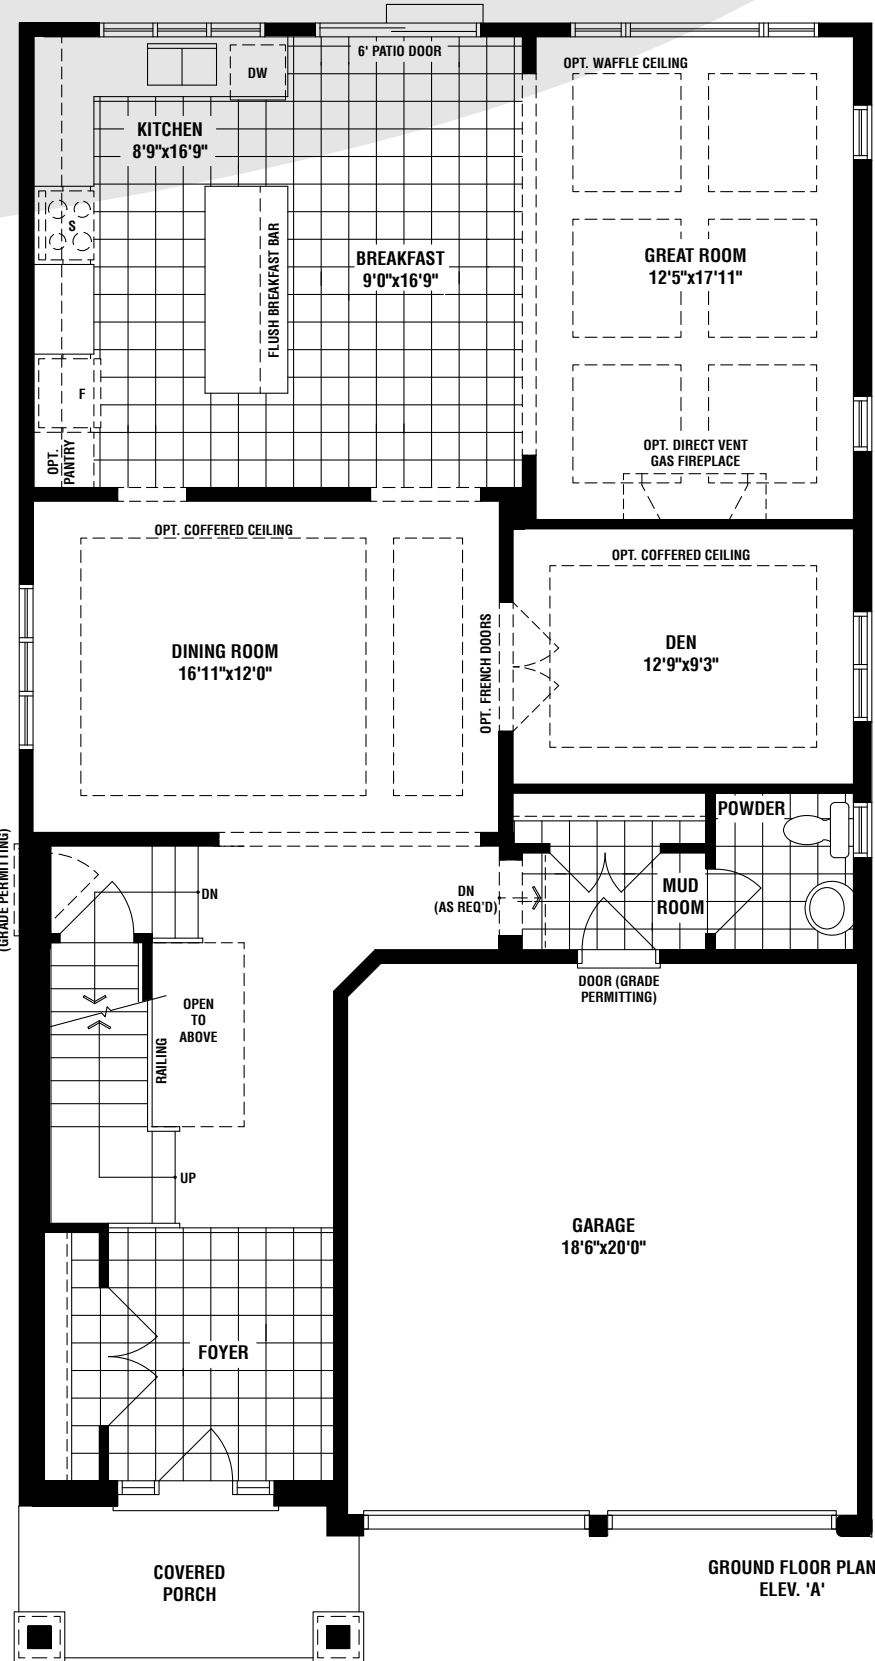 6' PATIO DOOR
DW
OPT. WAFFLE CEILING
KITCHEN
8'9"x16'9"
S
FLUSH BREAKFAST BAR
BREAKFAST
9'0"x16'9"
GREAT ROOM
12'5"x17'11"
F
OPT.
PANTRY
OPT. DIRECT VENT
GAS FIREPLACE
OPT. COFFERED CEILING
OPT. COFFERED CEILING
DINING ROOM
16'11"x12'0"
OPT. FRENCH DOORS
DEN
12'9"x9'3"
POWDER
(GRADE PERMITTING)
DN
DN
(AS REQ'D)
MUD
ROOM
DOOR (GRADE
PERMITTING)
OPEN
TO
ABOVE
RAILING
UP
GARAGE
18'6"x20'0"
FOYER
COVERED
PORCH
GROUND FLOOR PLAN
ELEV. 'A'